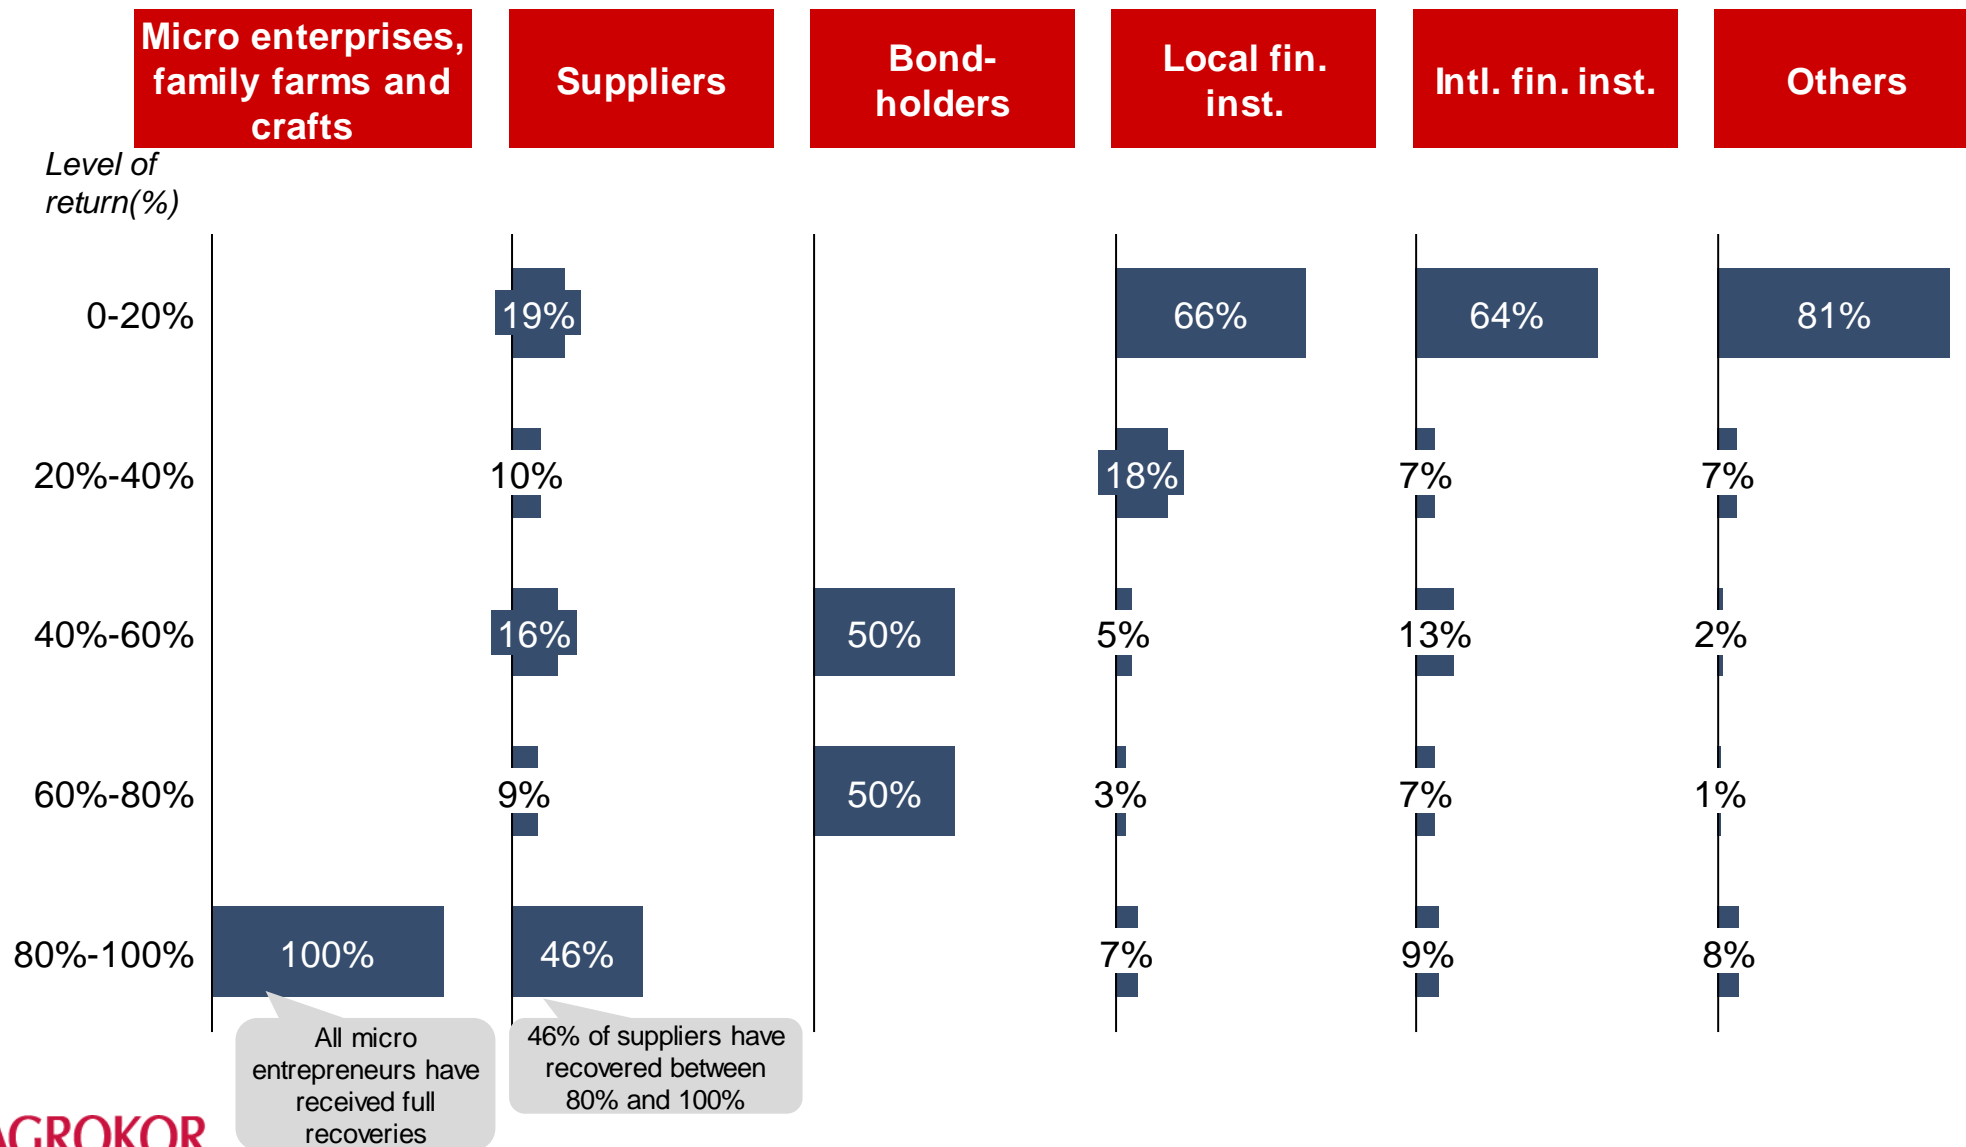 Micro enterprises,
family farms and
crafts
Suppliers
Bond-
holders
Local fin.
inst.
Intl. fin. inst.
Others
Level of
return(%)
0-20%
19%
66%
64%
81%
20%-40%
10%
18%
7%
7%
40%-60%
16%
50%
5%
13%
2%
60%-80%
9%
50%
3%
7%
1%
80%-100%
100%
46%
7%
9%
8%
All micro
entrepreneurs have
received full
recoveries
46% of suppliers have
recovered between
80% and 100%
AGROKOR